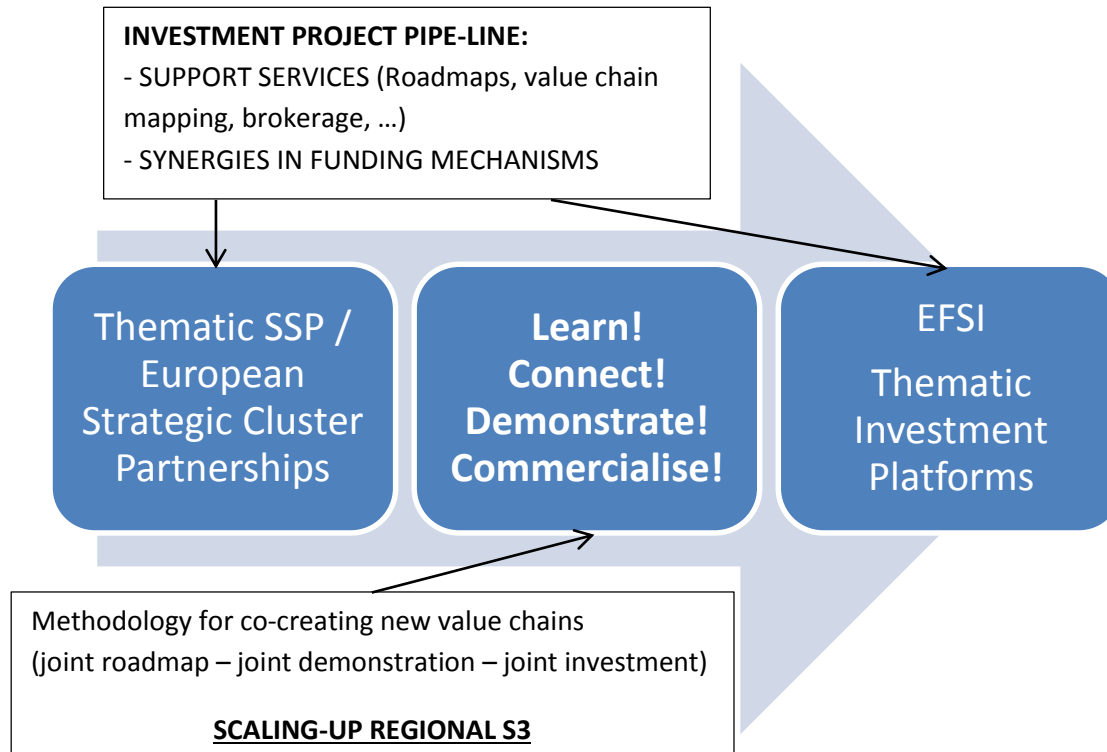 INVESTMENT PROJECT PIPE-LINE:
- SUPPORT SERVICES (Roadmaps, value chain
mapping, brokerage, …)
- SYNERGIES IN FUNDING MECHANISMS
Thematic SSP /
European
Strategic Cluster
Partnerships
Learn!
Connect!
Demonstrate!
Commercialise!
EFSI
Thematic
Investment
Platforms
Methodology for co-creating new value chains
(joint roadmap – joint demonstration – joint investment)
SCALING-UP REGIONAL S3